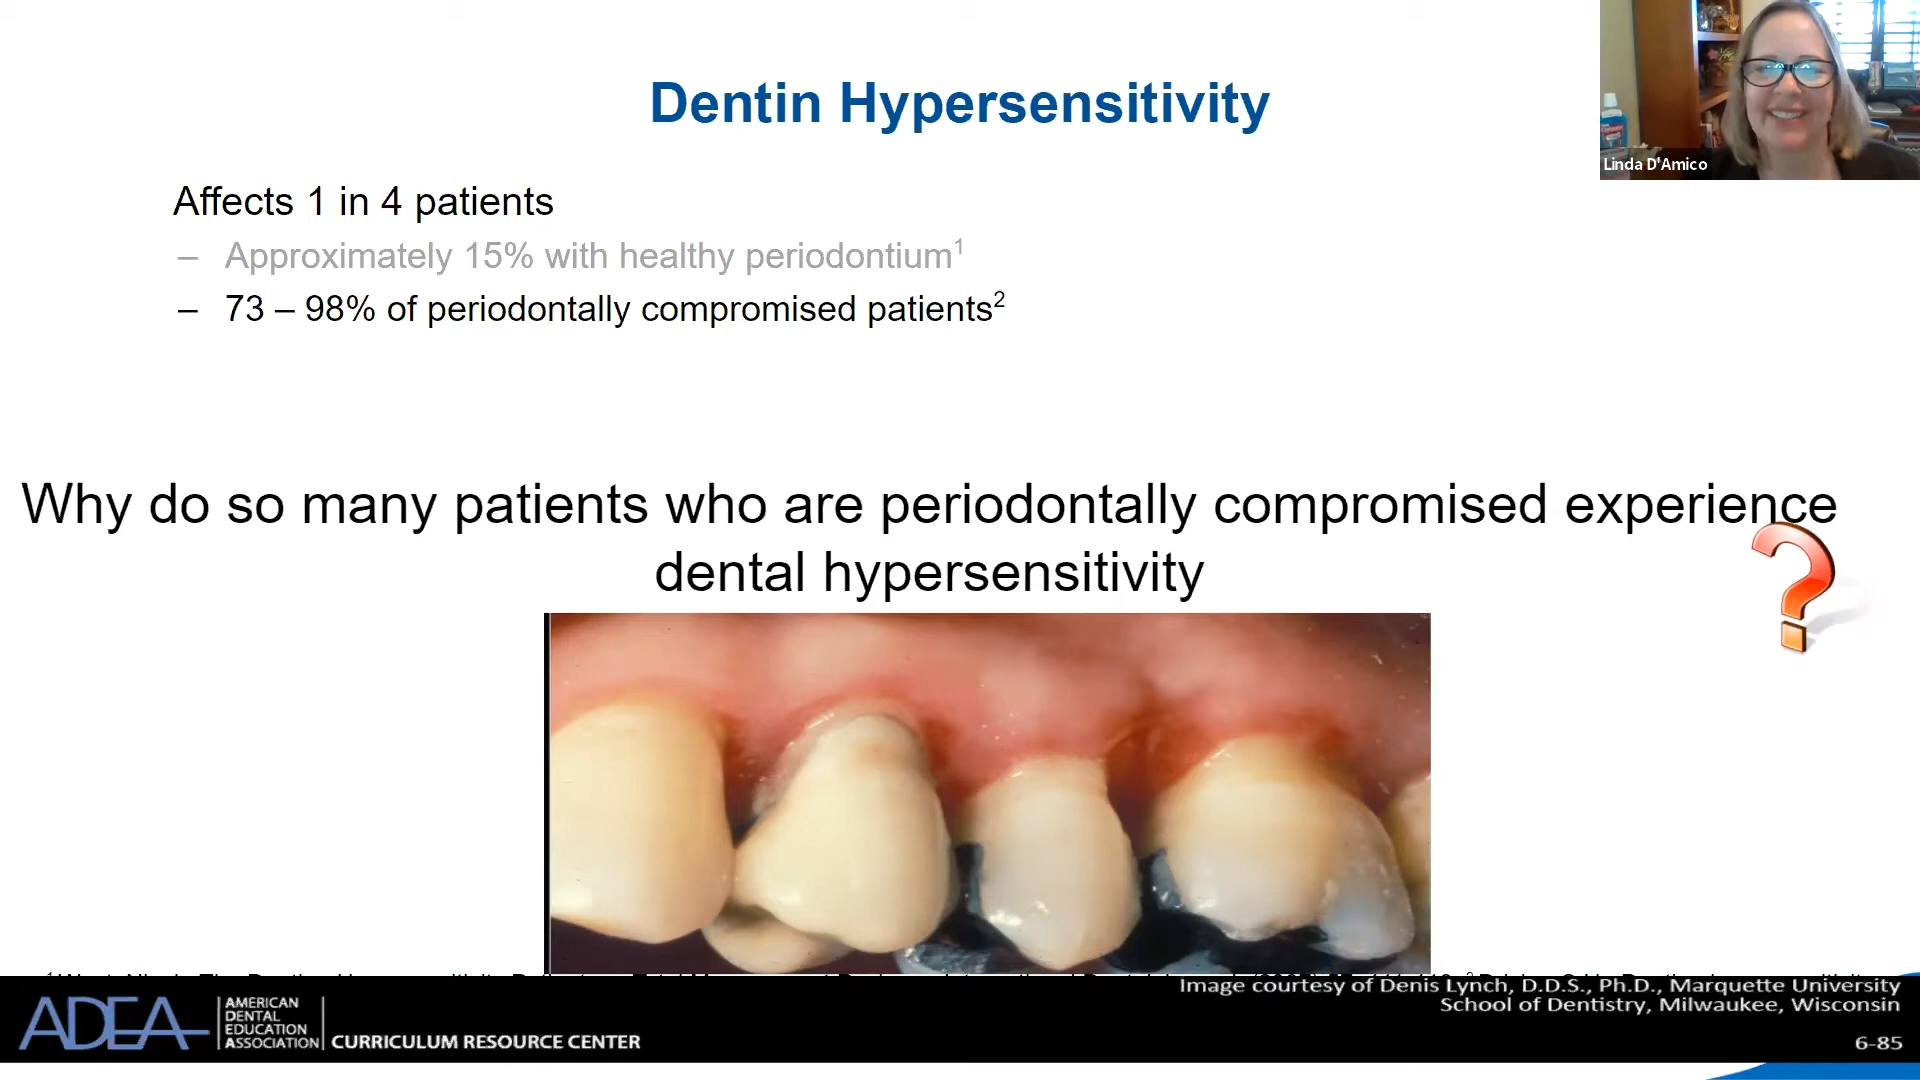 Dentin Hypersensitivity
Linda D'Amico
Affects 1 in 4 patients
– Approximately 15% with healthy periodontium1
– 73 – 98% of periodontally compromised patients2
Why do so many patients who are periodontally compromised experience
dental hypersensitivity
?
Image courtesy of Denis Lynch, D.D.S., Ph.D., Marquette University
School of Dentistry, Milwaukee, Wisconsin
ADEA
AMERICAN
DENTAL
EDUCATION
ASSOCIATION
CURRICULUM RESOURCE CENTER
6-85